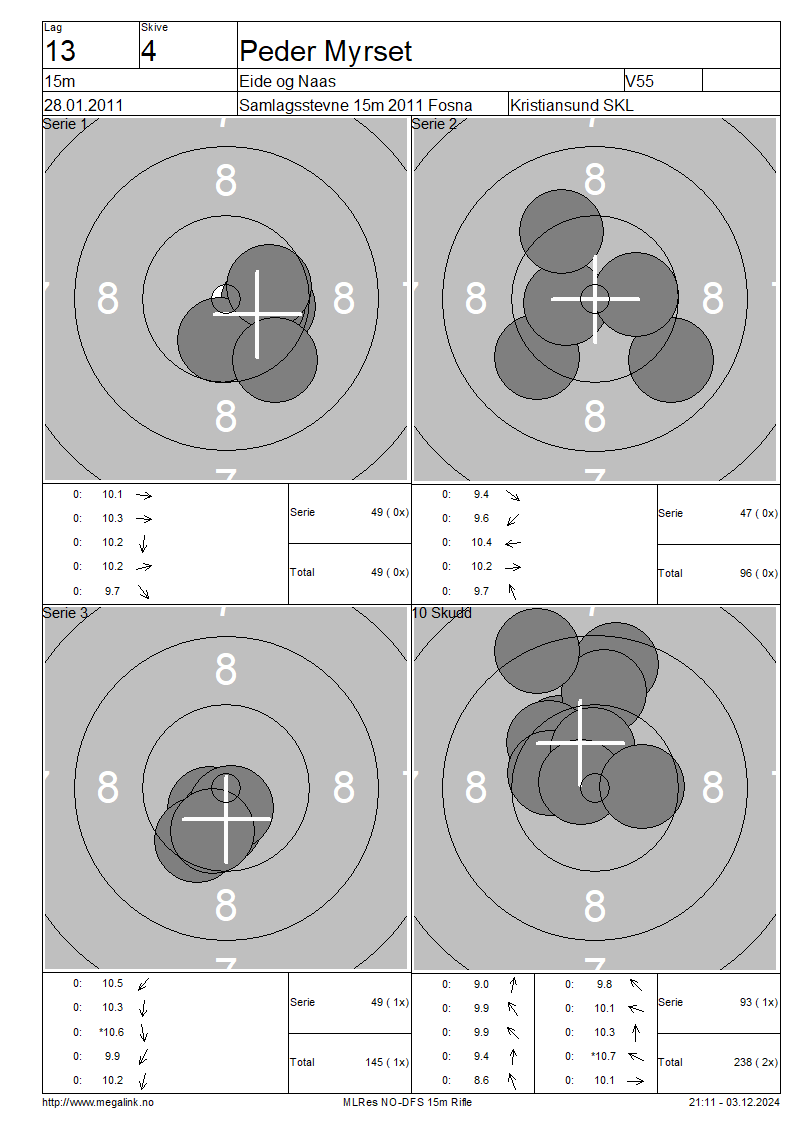 Lag
Skive
13
4
Peder Myrset
15m
Eide og Naas
V55
28.01.2011
Samlagsstevne 15m 2011 Fosna
Kristiansund SKL
Serie 1
7
8
7
8
8
7
8
7
0: 10.1
0: 10.3
0: 10.2
0: 10.2
0: 9.7
Serie 49 ( 0x)
Total 49 ( 0x)
Serie 2
7
8
8
8
7
8
7
0: 9.4
0: 9.6
0: 10.4
0: 10.2
0: 9.7
Serie 47 ( 0x)
Total 96 ( 0x)
Serie 3
7
8
7
8
8
7
8
7
0: 10.5
0: 10.3
0: *10.6
0: 9.9
0: 10.2
Serie 49 ( 1x)
Total 145 ( 1x)
10 Skudd
7
8
8
7
8
7
0: 9.0
0: 9.9
0: 9.9
0: 9.4
0: 8.6
0: 9.8
0: 10.1
0: 10.3
0: *10.7
0: 10.1
Serie 93 ( 1x)
Total 238 ( 2x)
http://www.megalink.no
MLRes NO-DFS 15m Rifle
21:11 - 03.12.2024